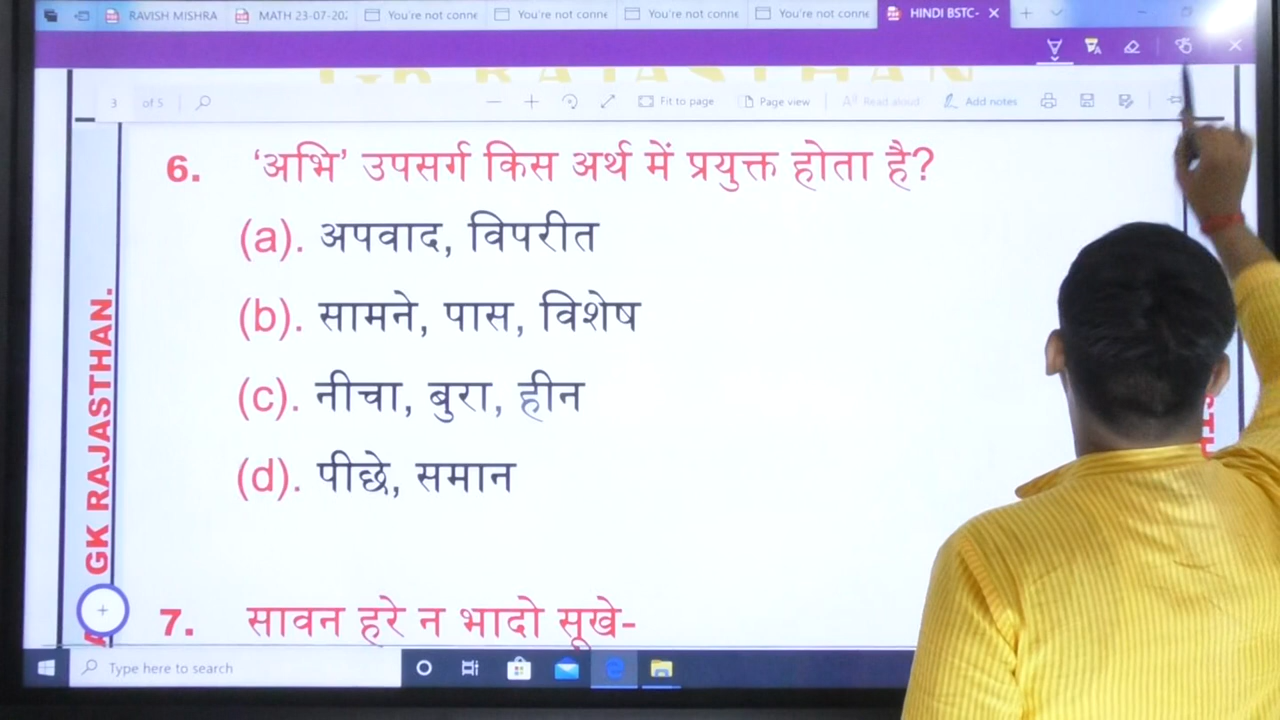 RAVISH MISHRA
MATH 23-07-202
You're not conne
You're not conne
You're not conne
You're not conne
HINDI BSTC-
3 of 5
Fit to page
Page view
Read aloud
Add notes
6. 'अभि' उपसर्ग किस अर्थ में प्रयुक्त होता है?
(a). अपवाद, विपरीत
(b). सामने, पास, विशेष
(c). नीचा, बुरा, हीन
(d). पीछे, समान
7. सावन हरे न भादो सूखे-
GK RAJASTHAN.
Type here to search